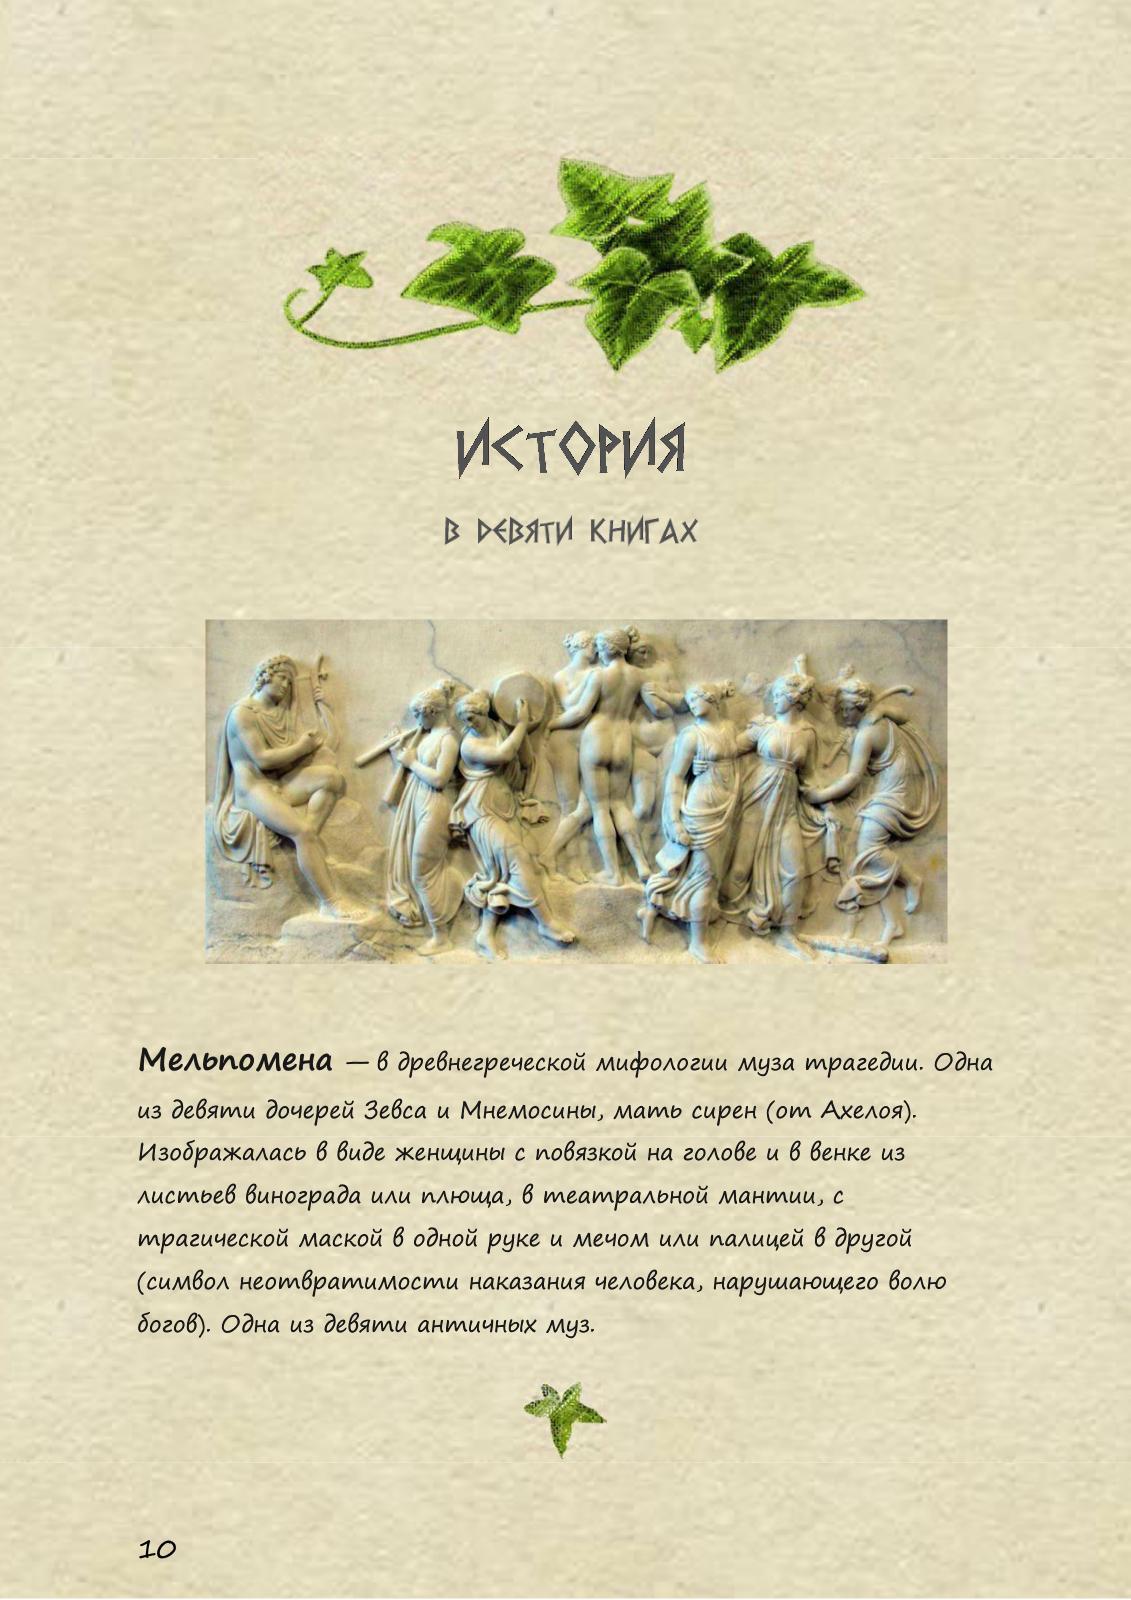 ИСТОРИЯ
В ДЕВЯТИ КНИГАХ
Мельпомена — в древнегреческой мифологии муза трагедии. Одна
из девяти дочерей Зевса и Мнемосины, мать сирен (от Ахелоя).
Изображалась в виде женщины с повязкой на голове и в венке из
листьев винограда или плюща, в театральной мантии, с
трагической маской в одной руке и мечом или палицей в другой
(символ неотвратимости наказания человека, нарушающего волю
богов). Одна из девяти античных муз.
10